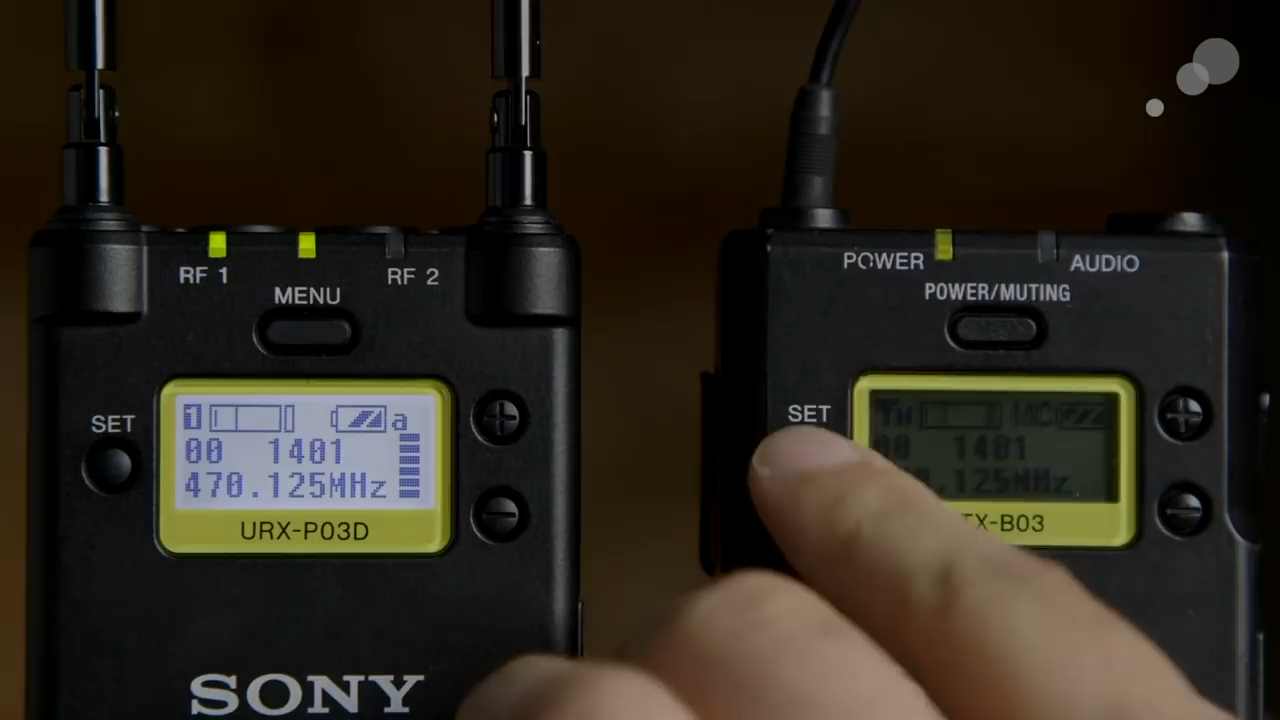 RF 1
RF 2
MENU
SET
1 a
00 1401
470.125MHz
URX-P03D
SONY
POWER
AUDIO
POWER/MUTING
SET
00 1401
.125MHz
TX-B03